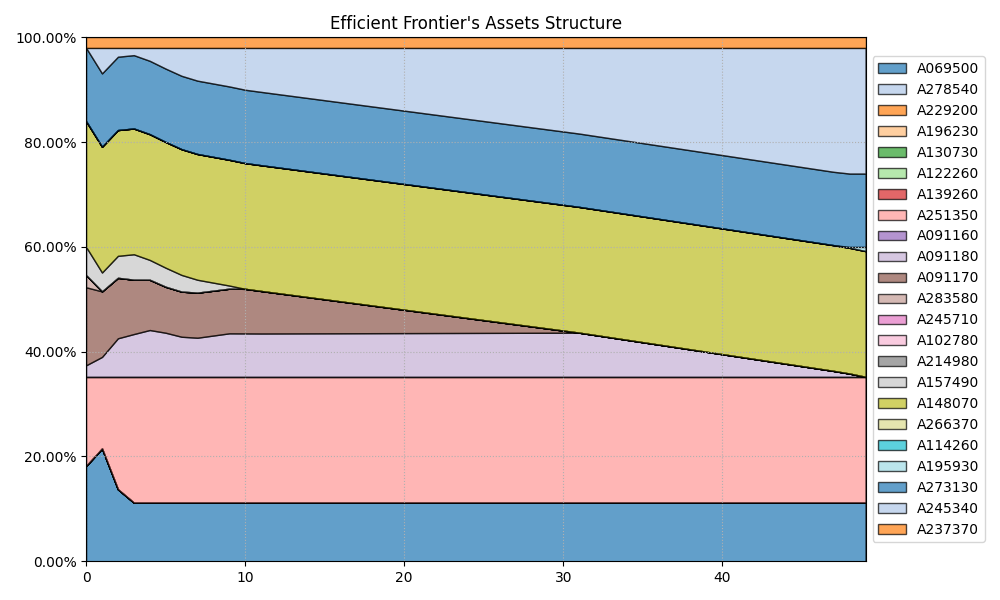 Efficient Frontier's Assets Structure
100.00%
80.00%
60.00%
40.00%
20.00%
0.00%
0
10
20
30
40
A069500
A278540
A229200
A196230
A130730
A122260
A139260
A251350
A091160
A091180
A091170
A283580
A245710
A102780
A214980
A157490
A148070
A266370
A114260
A195930
A273130
A245340
A237370